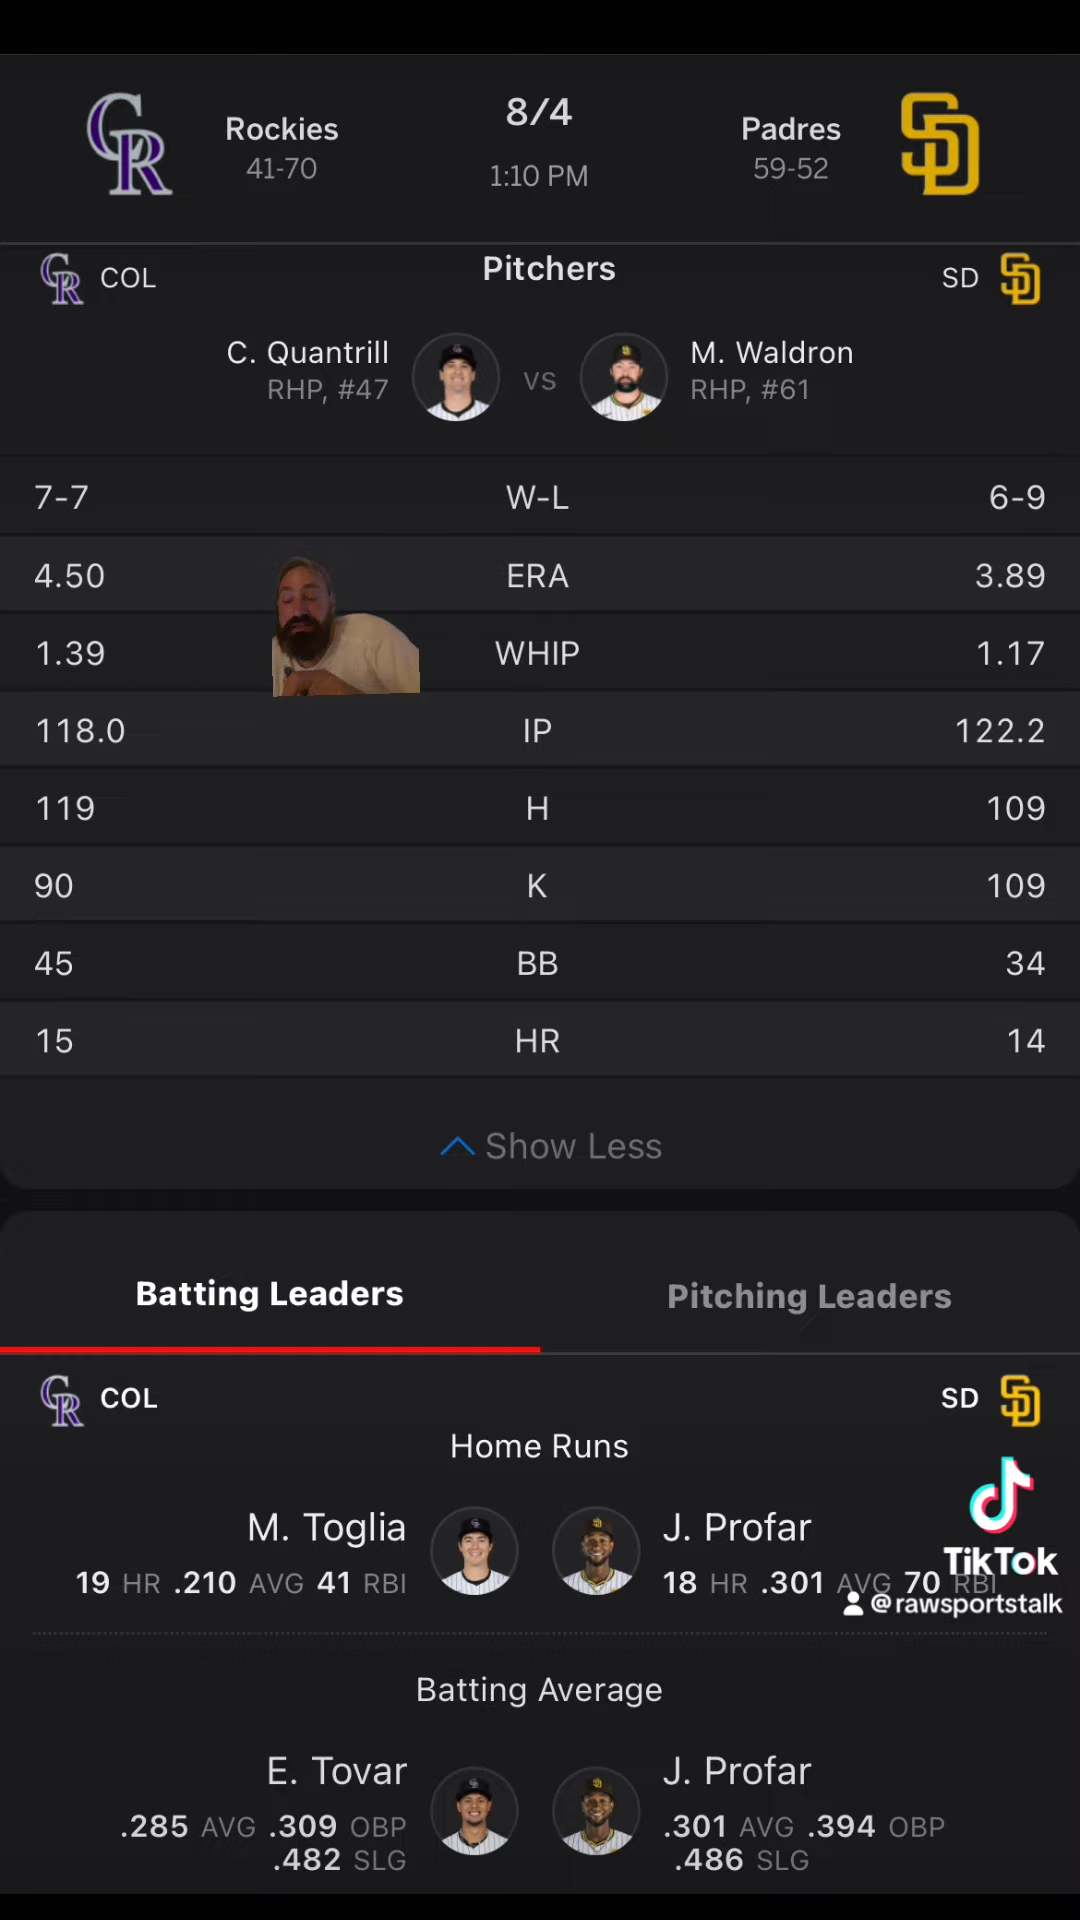 Rockies
41-70
8/4
1:10 PM
Padres
59-52
COL
Pitchers
SD
C. Quantrill
RHP, #47
vs
M. Waldron
RHP, #61
7-7 W-L 6-9
4.50 ERA 3.89
1.39 WHIP 1.17
118.0 IP 122.2
119 H 109
90 K 109
45 BB 34
15 HR 14
Show Less
Batting Leaders
Pitching Leaders
COL
SD
Home Runs
M. Toglia
19 HR .210 AVG 41 RBI
J. Profar
18 HR .301 AVG 70 RBI
TikTok
@rawsportstalk
Batting Average
E. Tovar
.285 AVG .309 OBP
.482 SLG
J. Profar
.301 AVG .394 OBP
.486 SLG